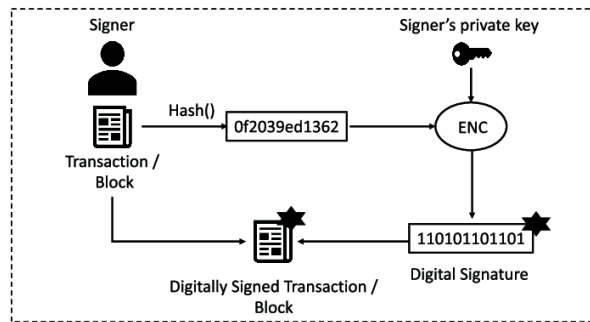 Signer
Signer's private key
Hash()
0f2039ed1362
ENC
Transaction /
Block
110101101101
Digital Signature
Digitally Signed Transaction /
Block